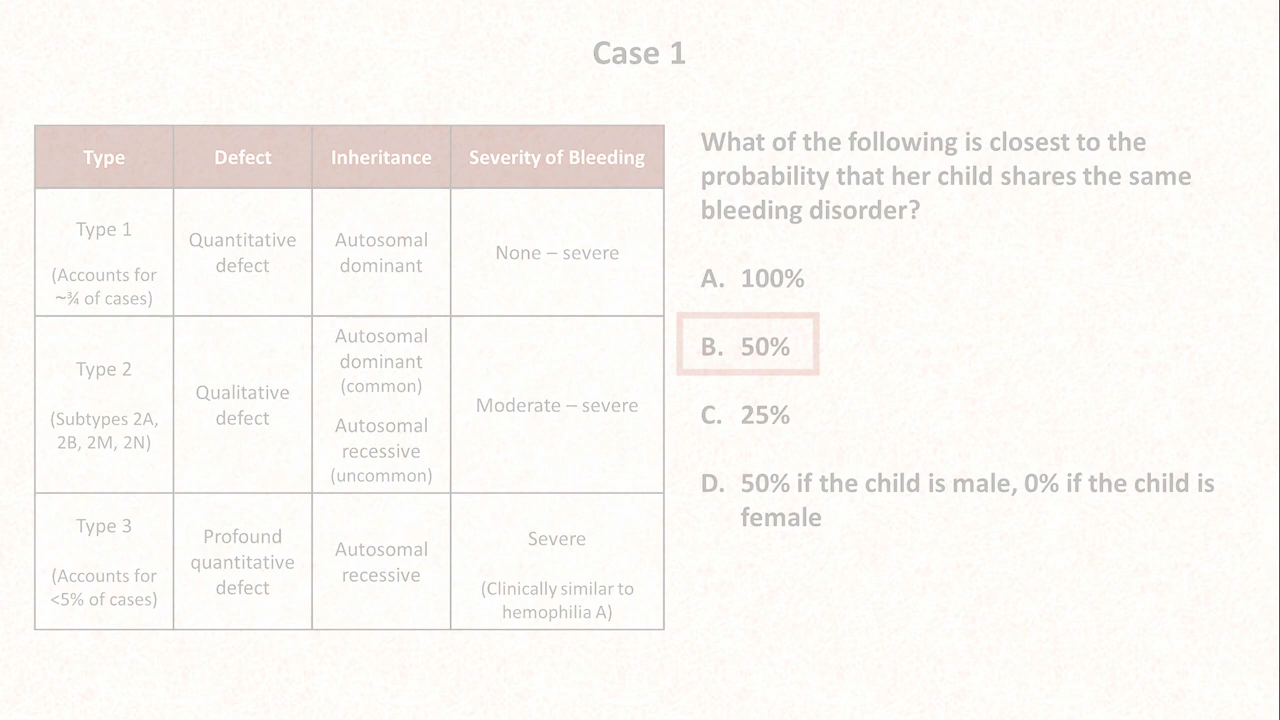 Case 1
Type Defect Inheritance Severity of Bleeding
Type 1
(Accounts for
~¾ of cases)
Quantitative
defect
Autosomal
dominant
None – severe
Type 2
(Subtypes 2A,
2B, 2M, 2N)
Qualitative
defect
Autosomal
dominant
(common)
Autosomal
recessive
(uncommon)
Moderate – severe
Type 3
(Accounts for
<5% of cases)
Profound
quantitative
defect
Autosomal
recessive
Severe
(Clinically similar to
hemophilia A)
What of the following is closest to the
probability that her child shares the same
bleeding disorder?
A. 100%
B. 50%
C. 25%
D. 50% if the child is male, 0% if the child is
female